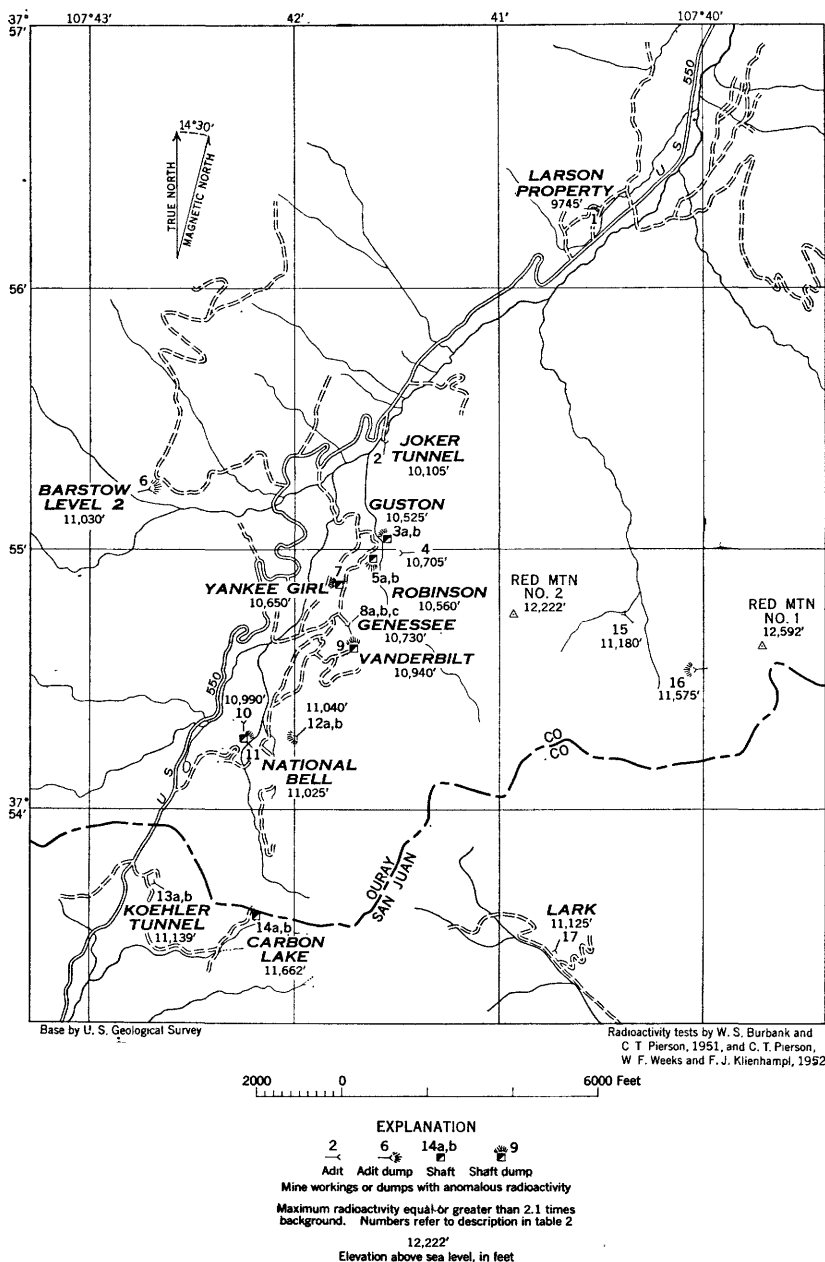 37°
57'
107°43'
42'
41'
107°40'
550
U S
14°30'
TRUE NORTH
MAGNETIC NORTH
LARSON
PROPERTY
9745'
1
56'
2
JOKER
TUNNEL
10,105'
6
BARSTOW
LEVEL 2
11,030'
GUSTON
10,525'
3a,b
55'
4
10,705'
7
YANKEE GIRL
10,650'
5a,b
ROBINSON
10,560'
RED MTN
NO. 2
12,222'
RED MTN
NO. 1
12,592'
8a,b,c
GENESSEE
10,730'
15
11,180'
9
VANDERBILT
10,940'
16
11,575'
550
U S
10,990'
10
11,040'
12a,b
11
NATIONAL
BELL
11,025'
CO
CO
37°
54'
OURAY
SAN JUAN
13a,b
KOEHLER
TUNNEL
11,139'
14a,b
CARBON
LAKE
11,662'
LARK
11,125'
17
Base by U. S. Geological Survey
Radioactivity tests by W. S. Burbank and
C T Pierson, 1951, and C. T. Pierson,
W F. Weeks and F. J. Klienhampl, 1952
2000 0 6000 Feet
EXPLANATION
2 6 14a,b 9
Adit Adit dump Shaft Shaft dump
Mine workings or dumps with anomalous radioactivity
Maximum radioactivity equal or greater than 2.1 times
background. Numbers refer to description in table 2
12,222'
Elevation above sea level, in feet